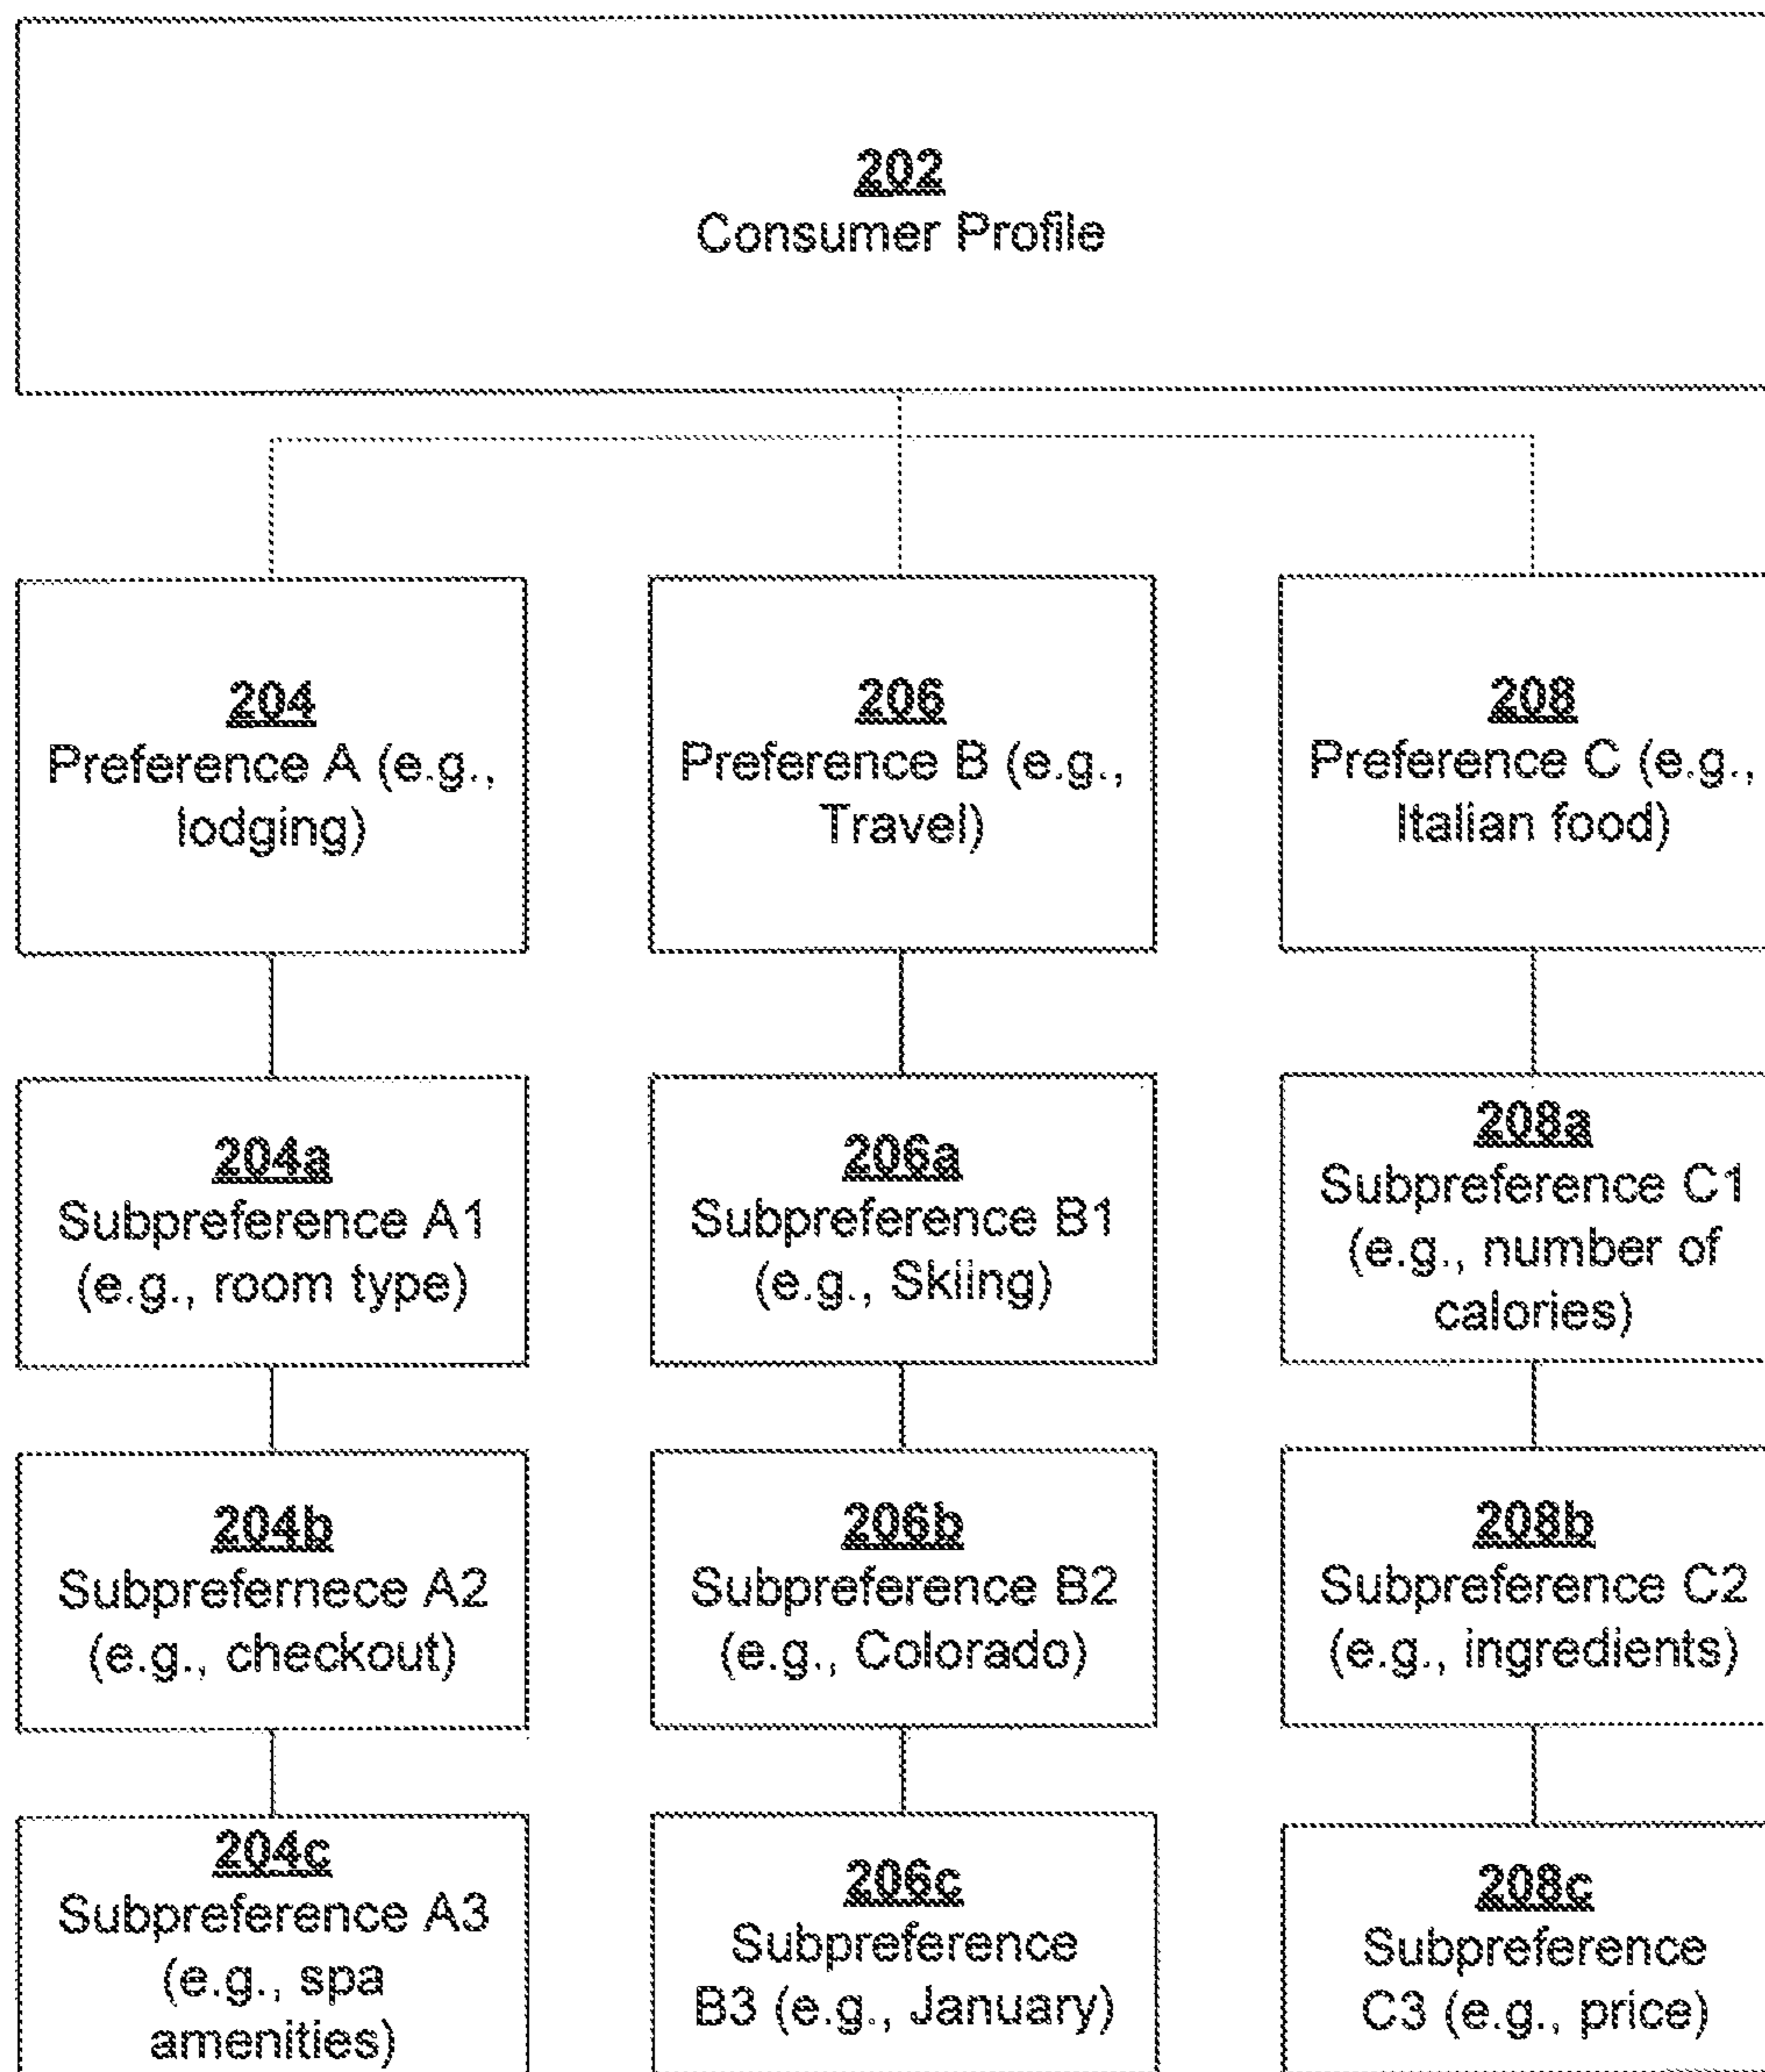 202
Consumer Profile
204
Preference A (e.g.,
lodging)
206
Preference B (e.g.,
Travel)
208
Preference C (e.g.,
Italian food)
204a
Subpreference A1
(e.g., room type)
206a
Subpreference B1
(e.g., Skiing)
208a
Subpreference C1
(e.g., number of
calories)
204b
Subprefernece A2
(e.g., checkout)
206b
Subpreference B2
(e.g., Colorado)
208b
Subpreference C2
(e.g., ingredients)
204c
Subpreference A3
(e.g., spa
amenities)
206c
Subpreference
B3 (e.g., January)
208c
Subpreference
C3 (e.g., price)